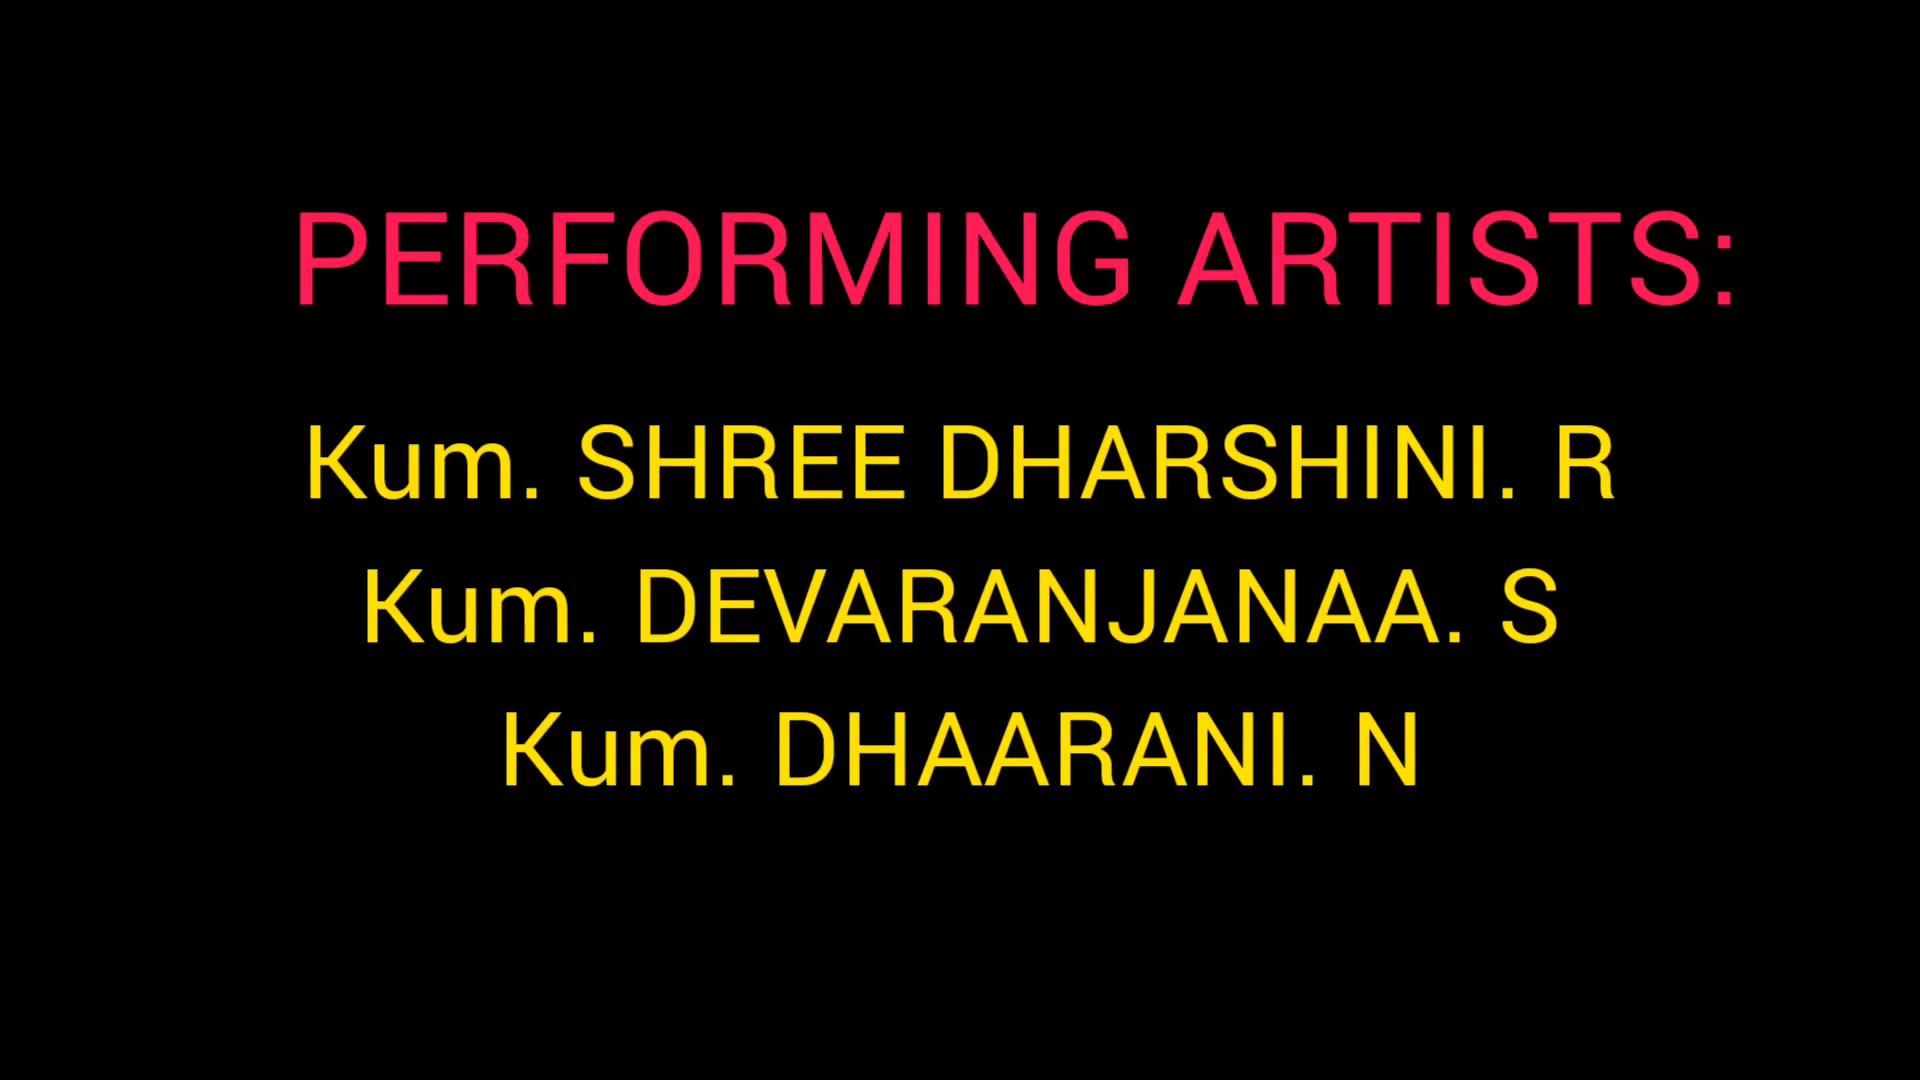 PERFORMING ARTISTS:
Kum. SHREE DHARSHINI. R
Kum. DEVARANJANAA. S
Kum. DHAARANI. N